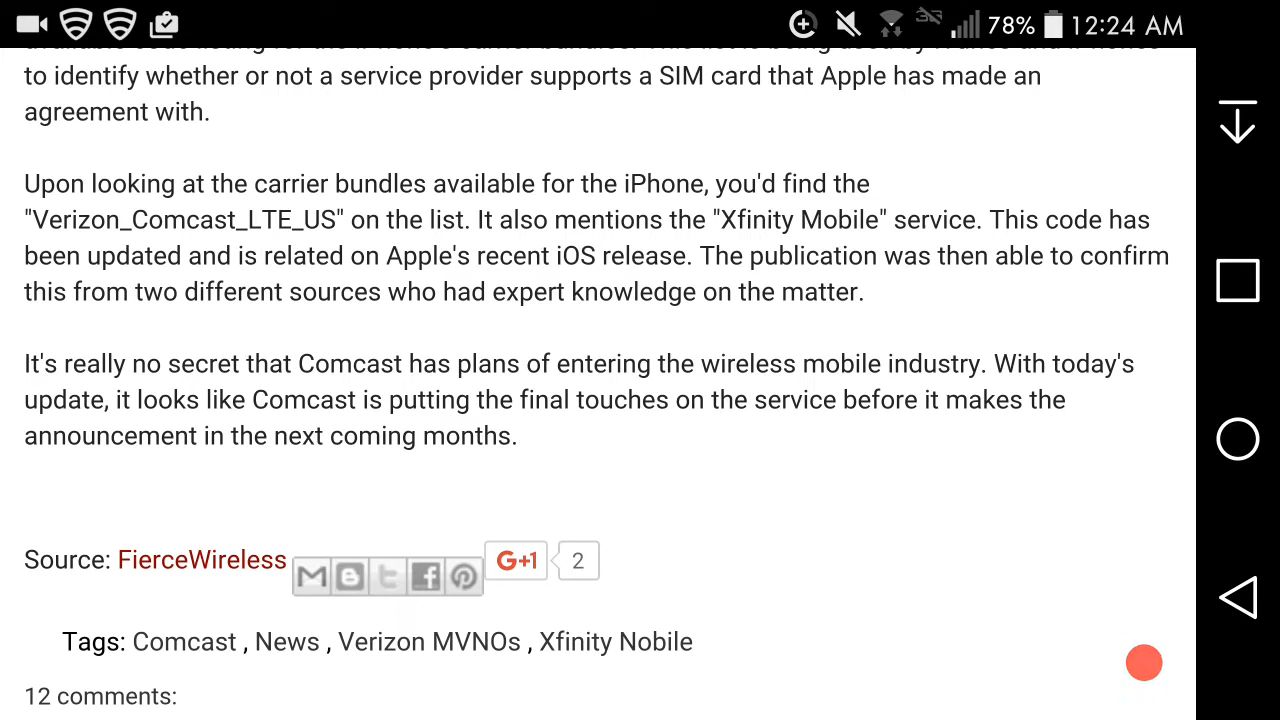 78% 12:24 AM
to identify whether or not a service provider supports a SIM card that Apple has made an
agreement with.
Upon looking at the carrier bundles available for the iPhone, you'd find the
"Verizon_Comcast_LTE_US" on the list. It also mentions the "Xfinity Mobile" service. This code has
been updated and is related on Apple's recent iOS release. The publication was then able to confirm
this from two different sources who had expert knowledge on the matter.
It's really no secret that Comcast has plans of entering the wireless mobile industry. With today's
update, it looks like Comcast is putting the final touches on the service before it makes the
announcement in the next coming months.
Source: FierceWireless G+1 2
Tags: Comcast , News , Verizon MVNOs , Xfinity Nobile
12 comments: